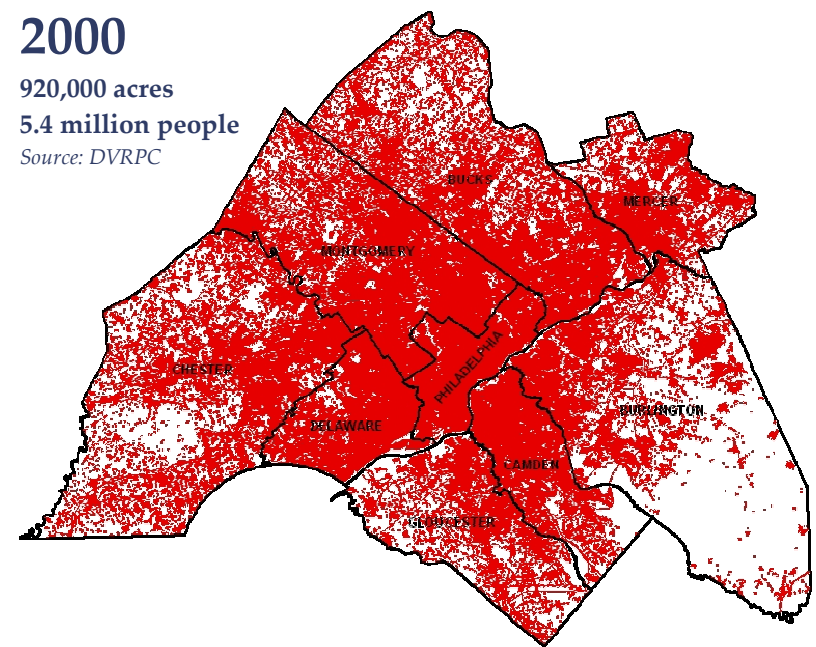 2000
920,000 acres
5.4 million people
Source: DVRPC
BUCKS
MERCER
MONTGOMERY
PHILADELPHIA
CHESTER
DELAWARE
BURLINGTON
CAMDEN
GLOUCESTER